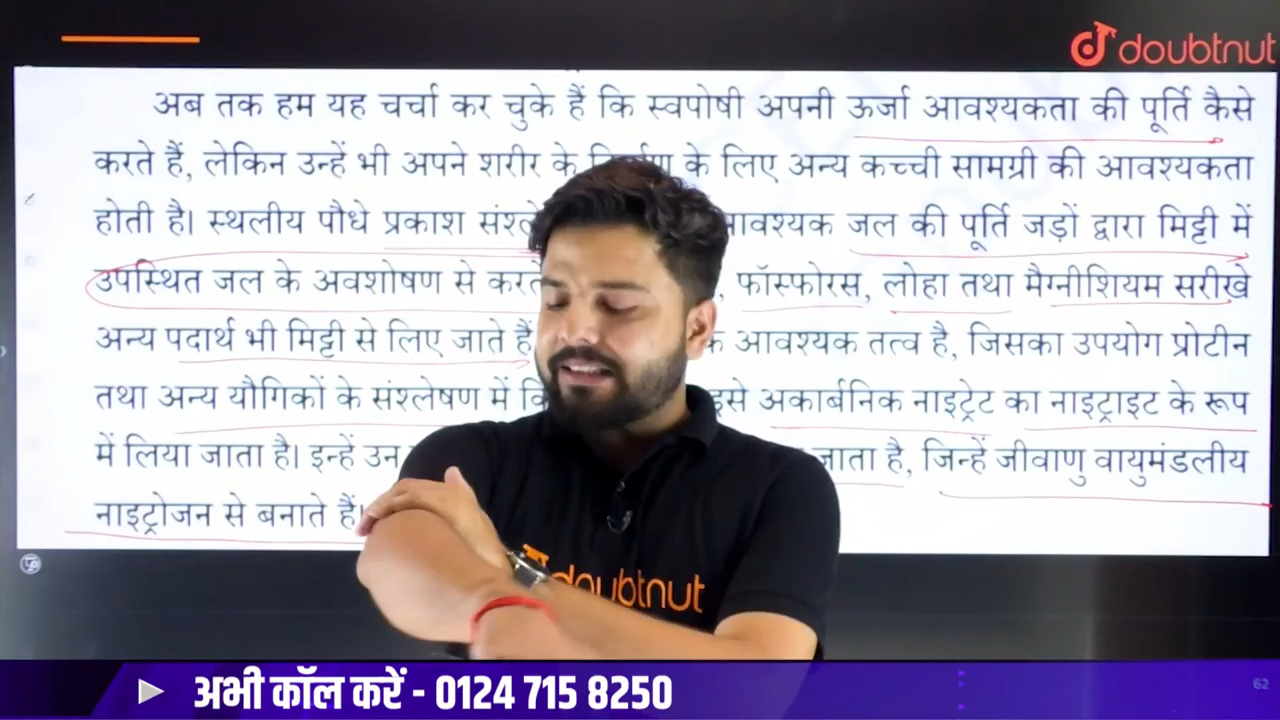 doubtnut
अब तक हम यह चर्चा कर चुके हैं कि स्वपोषी अपनी ऊर्जा आवश्यकता की पूर्ति कैसे
करते हैं, लेकिन उन्हें भी अपने शरीर के के लिए अन्य कच्ची सामग्री की आवश्यकता
होती है। स्थलीय पौधे प्रकाश जल की पूर्ति जड़ों द्वारा मिट्टी में
उपस्थित जल के अवशोषण से फॉस्फोरस, लोहा तथा मैग्नीशियम सरीखे
अन्य पदार्थ भी मिट्टी से लिए जाते हैं आवश्यक तत्व है, जिसका उपयोग प्रोटीन
तथा अन्य यौगिकों के संश्लेषण में इसे अकार्बनिक नाइट्रेट का नाइट्राइट के रूप
में लिया जाता है। इन्हें उन जाता है, जिन्हें जीवाणु वायुमंडलीय
नाइट्रोजन से बनाते हैं।
doubtnut
अभी कॉल करें - 0124 715 8250
62